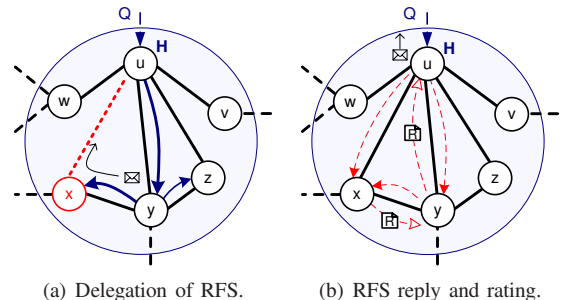 Q
H
u
w
v
z
x
y
(a) Delegation of RFS.
Q
H
u
w
v
R
z
x
y
R
(b) RFS reply and rating.